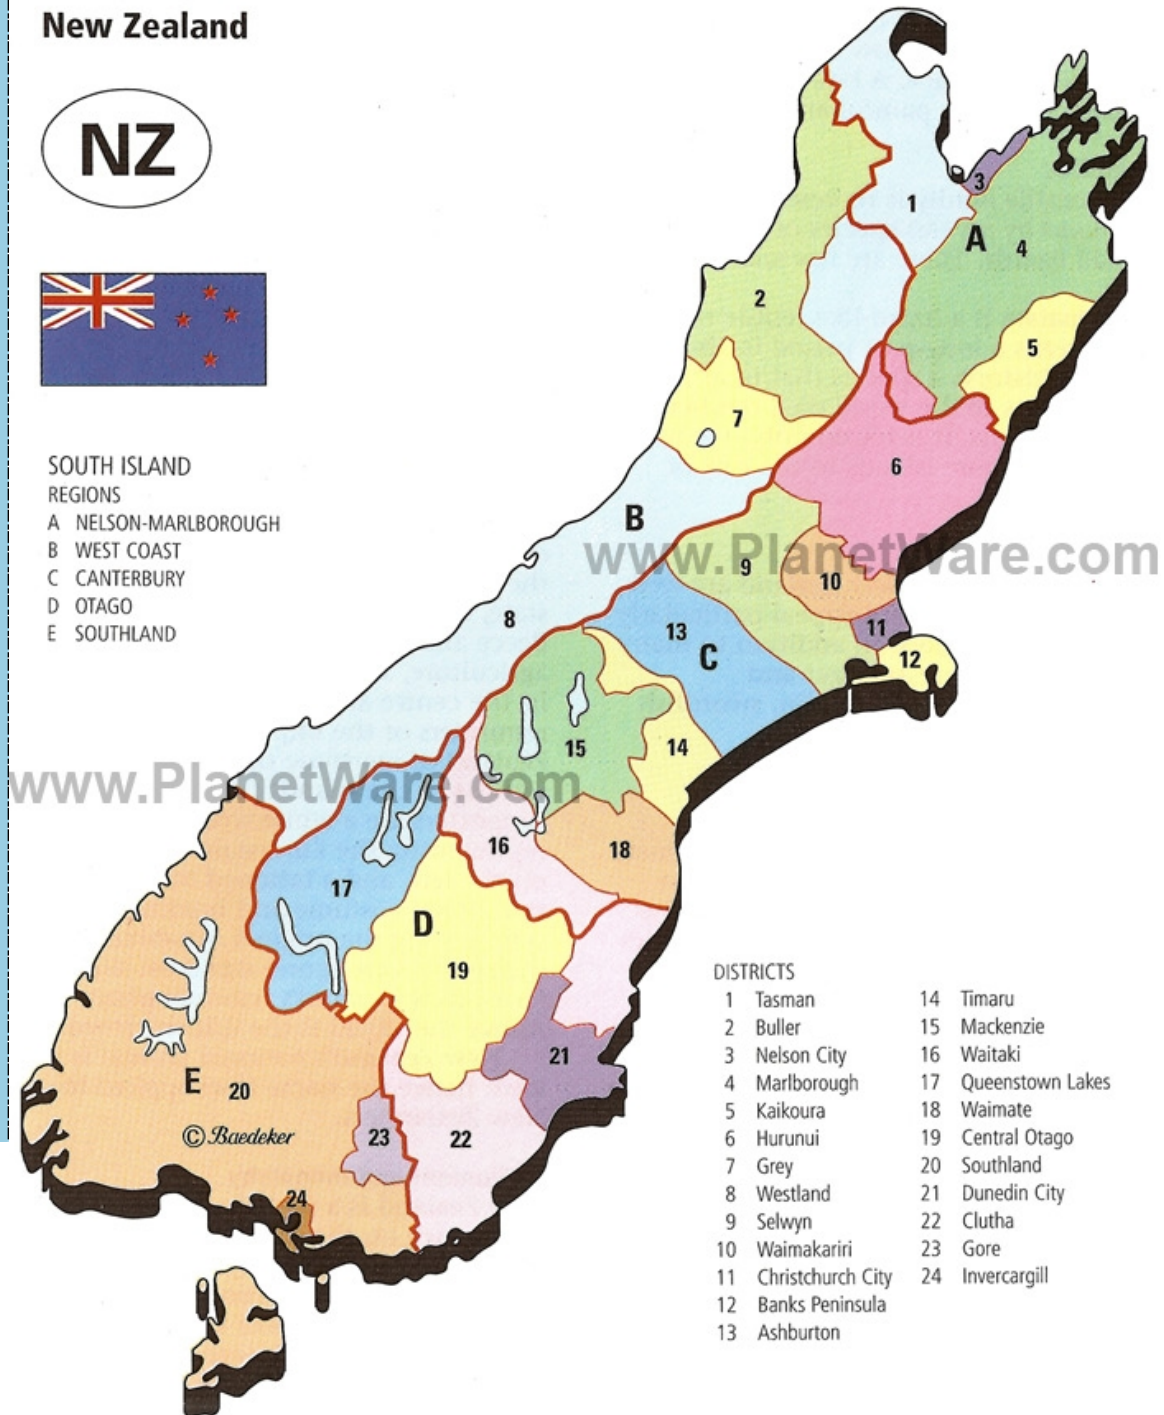 New Zealand
NZ
1
3
A
4
2
5
7
6
SOUTH ISLAND
REGIONS
A NELSON-MARLBOROUGH
B WEST COAST
C CANTERBURY
D OTAGO
E SOUTHLAND
B
www.PlanetWare.com
9
10
8
13
11
C
12
15
14
www.PlanetWare.com
16
18
17
D
19
21
E
20
© Baedeker
23
22
24
DISTRICTS
1 Tasman
2 Buller
3 Nelson City
4 Marlborough
5 Kaikoura
6 Hurunui
7 Grey
8 Westland
9 Selwyn
10 Waimakariri
11 Christchurch City
12 Banks Peninsula
13 Ashburton
14 Timaru
15 Mackenzie
16 Waitaki
17 Queenstown Lakes
18 Waimate
19 Central Otago
20 Southland
21 Dunedin City
22 Clutha
23 Gore
24 Invercargill